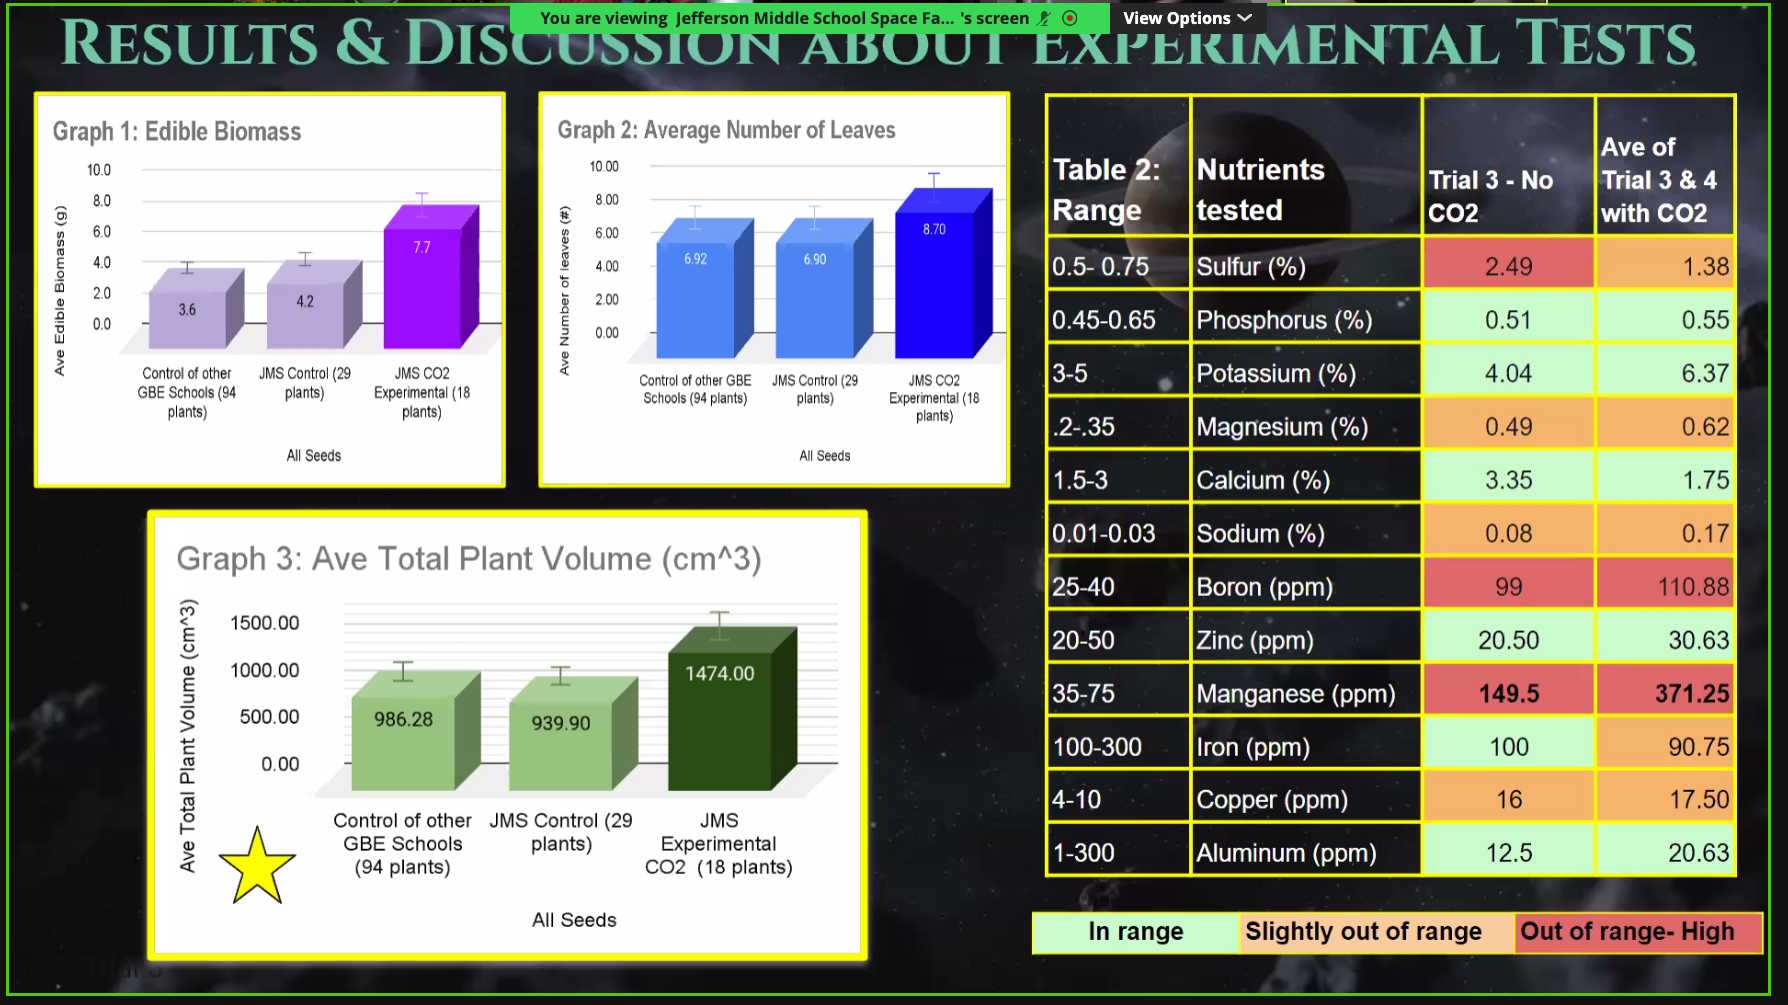 You are viewing Jefferson Middle School Space Fa... 's screen
View Options
RESULTS & DISCUSSION ABOUT EXPERIMENTAL TESTS
Graph 1: Edible Biomass
Ave Edible Biomass (g)
10.0
8.0
6.0
4.0
2.0
0.0
3.6
4.2
7.7
Control of other
GBE Schools (94
plants)
JMS Control (29
plants)
JMS CO2
Experimental (18
plants)
All Seeds
Graph 2: Average Number of Leaves
Ave Number of leaves (#)
10.00
8.00
6.00
4.00
2.00
0.00
6.92
6.90
8.70
Control of other GBE
Schools (94 plants)
JMS Control (29
plants)
JMS CO2
Experimental (18
plants)
All Seeds
Graph 3: Ave Total Plant Volume (cm^3)
Ave Total Plant Volume (cm^3)
1500.00
1000.00
500.00
0.00
986.28
939.90
1474.00
Control of other
GBE Schools
(94 plants)
JMS Control (29
plants)
JMS
Experimental
CO2 (18 plants)
All Seeds
Trial 3
Table 2:
Range
Nutrients
tested
Trial 3 - No
CO2
Ave of
Trial 3 & 4
with CO2
0.5- 0.75 Sulfur (%) 2.49 1.38
0.45-0.65 Phosphorus (%) 0.51 0.55
3-5 Potassium (%) 4.04 6.37
.2-.35 Magnesium (%) 0.49 0.62
1.5-3 Calcium (%) 3.35 1.75
0.01-0.03 Sodium (%) 0.08 0.17
25-40 Boron (ppm) 99 110.88
20-50 Zinc (ppm) 20.50 30.63
35-75 Manganese (ppm) 149.5 371.25
100-300 Iron (ppm) 100 90.75
4-10 Copper (ppm) 16 17.50
1-300 Aluminum (ppm) 12.5 20.63
In range
Slightly out of range
Out of range- High